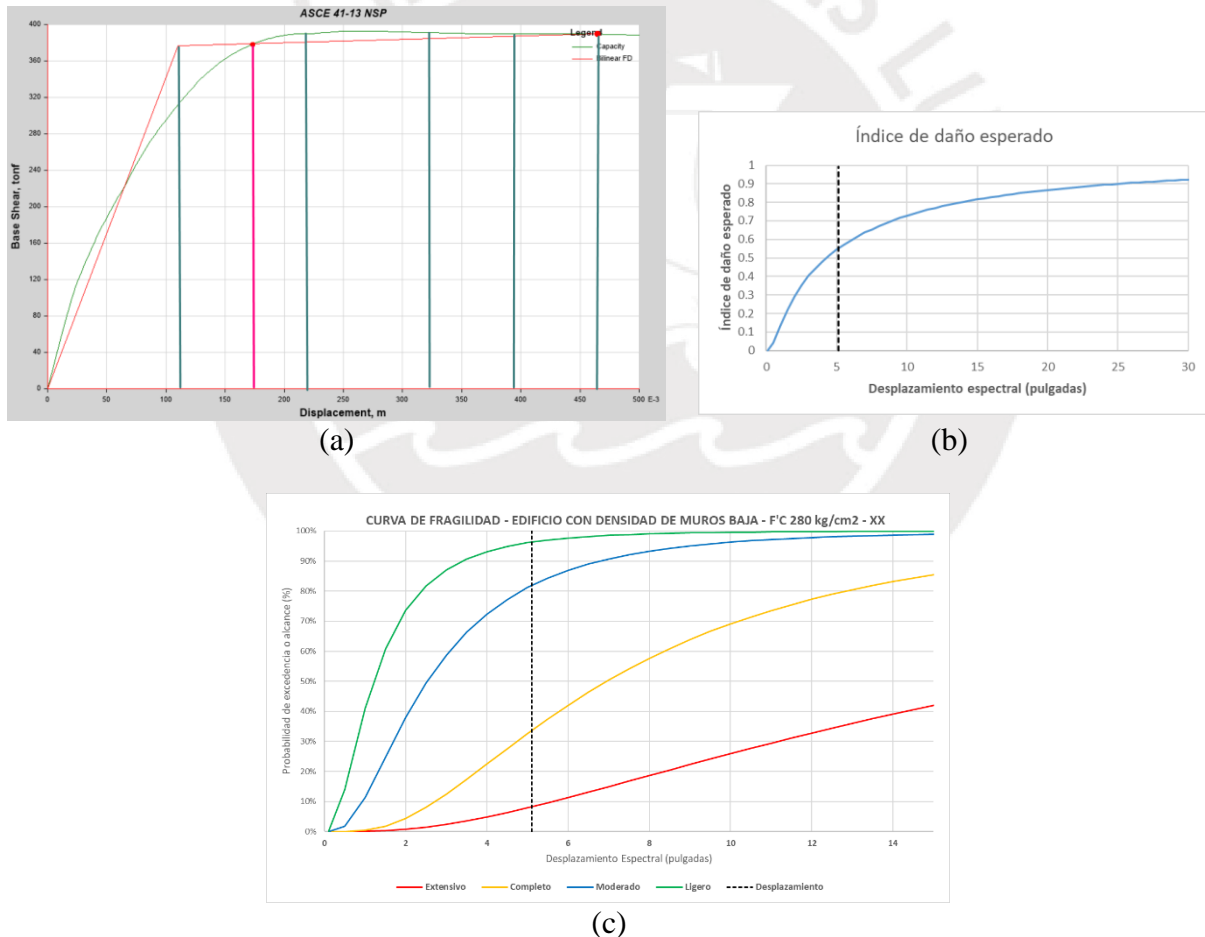 ASCE 41-13 NSP
Legend
Capacity
Bilinear FD
Base Shear, tonf
400
360
320
280
240
200
160
120
80
40
0
0 50 100 150 200 250 300 350 400 450 500 E-3
Displacement, m
(a)
Índice de daño esperado
Índice de daño esperado
1
0.9
0.8
0.7
0.6
0.5
0.4
0.3
0.2
0.1
0
0 5 10 15 20 25 30
Desplazamiento espectral (pulgadas)
(b)
CURVA DE FRAGILIDAD - EDIFICIO CON DENSIDAD DE MUROS BAJA - F'C 280 kg/cm2 - XX
Probabilidad de excedencia o alcance (%)
100%
90%
80%
70%
60%
50%
40%
30%
20%
10%
0%
0 2 4 6 8 10 12 14
Desplazamiento Espectral (pulgadas)
Extensivo Completo Moderado Ligero Desplazamiento
(c)